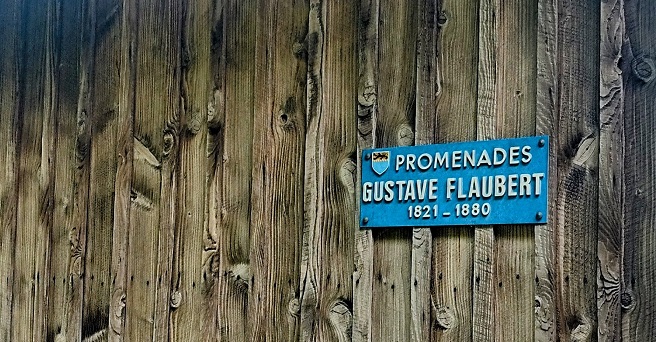 PROMENADES
GUSTAVE FLAUBERT
1821 - 1880